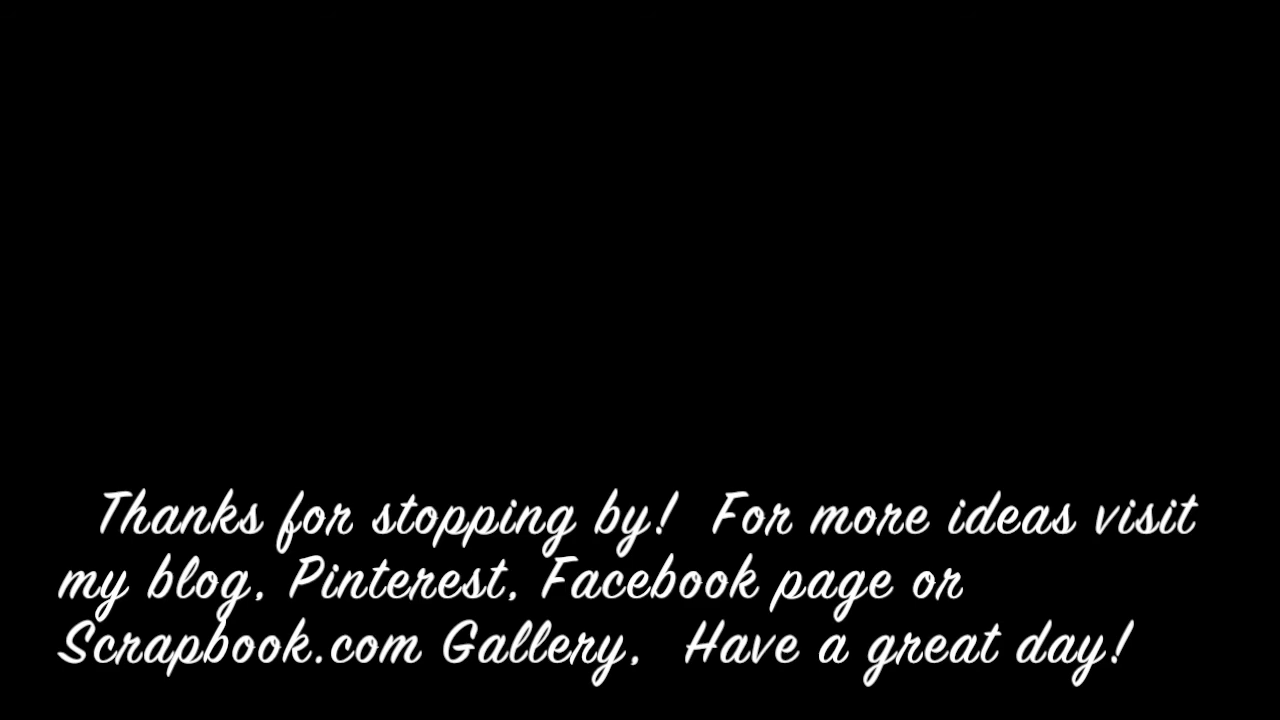 Thanks for stopping by! For more ideas visit
my blog, Pinterest, Facebook page or
Scrapbook.com Gallery, Have a great day!